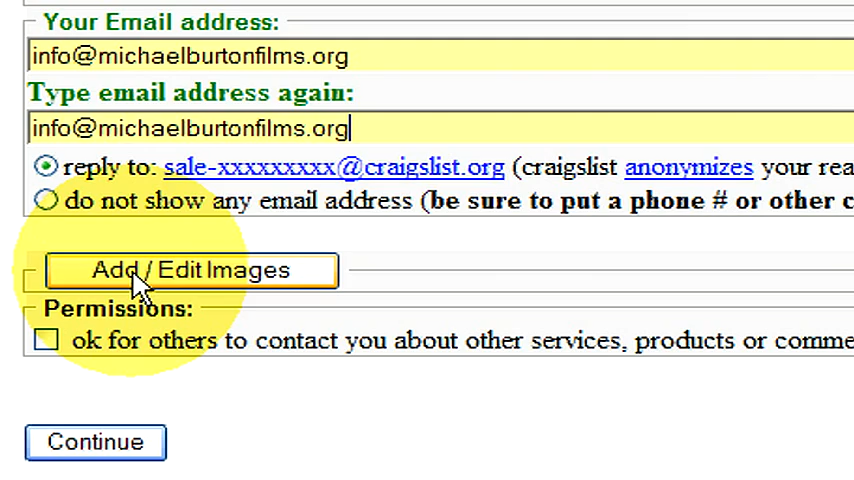 Your Email address:
info@michaelburtonfilms.org
Type email address again:
info@michaelburtonfilms.org
reply to: sale-xxxxxxxxx@craigslist.org (craigslist anonymizes your
do not show any email address (be sure to put a phone # or other
Add / Edit Images
Permissions:
ok for others to contact you about other services, products or
Continue